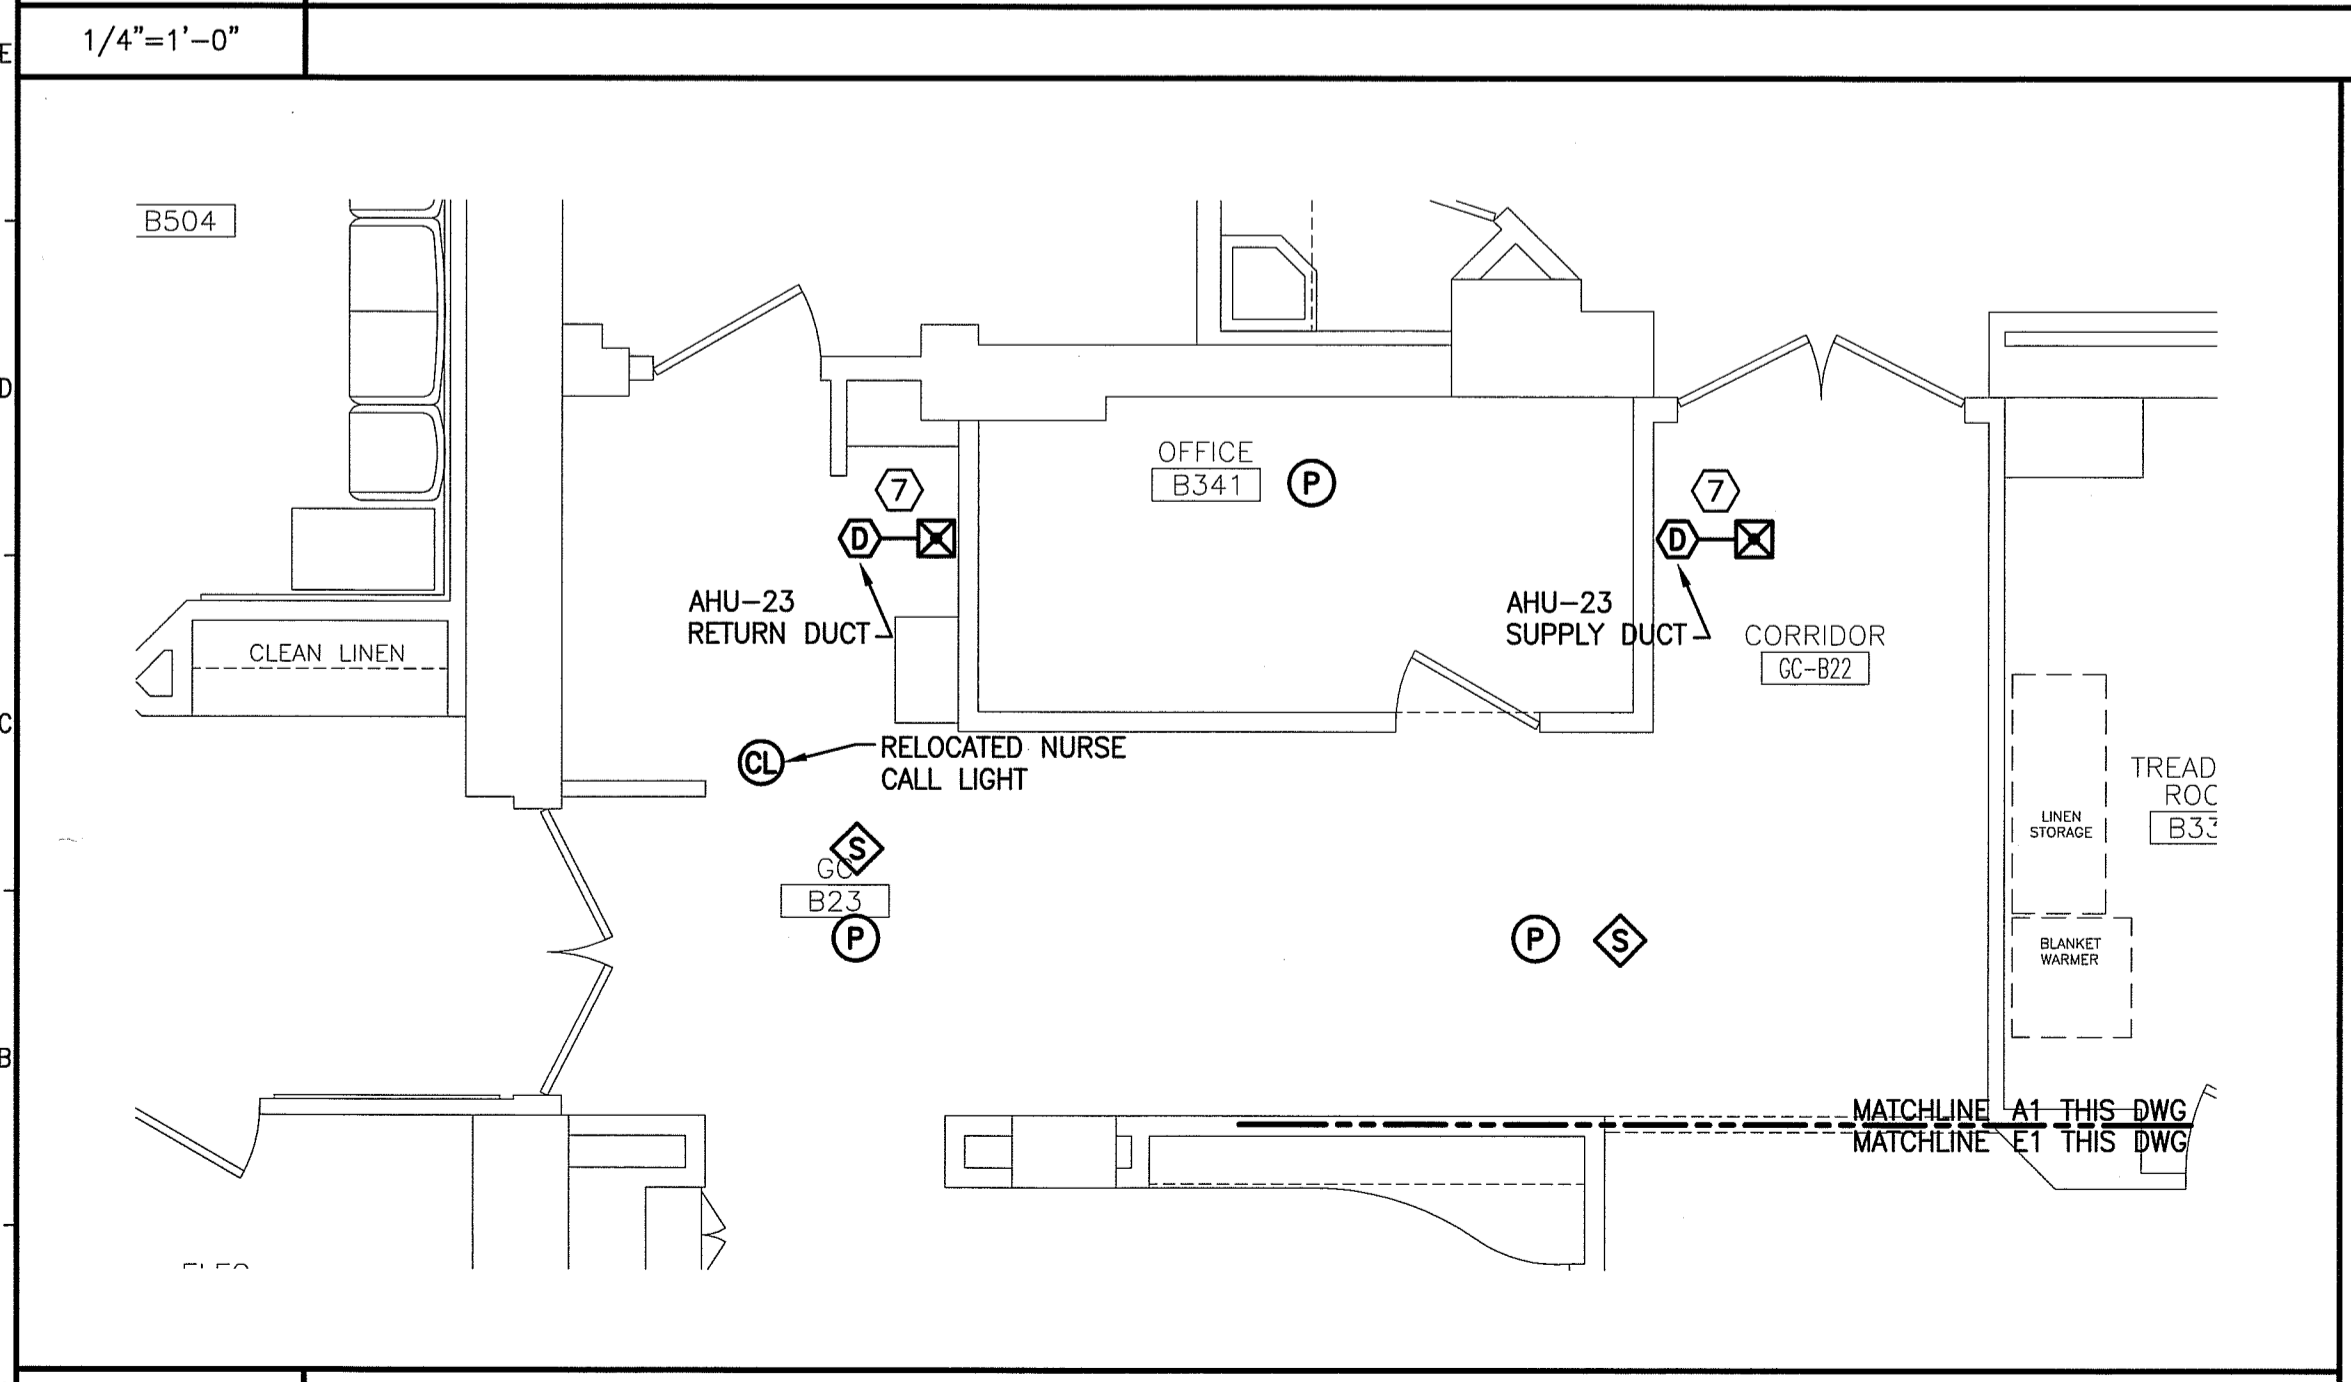 E
1/4"=1'-0"
B504
D
OFFICE
B341
P
7
7
D
D
AHU-23
RETURN DUCT
AHU-23
SUPPLY DUCT
CORRIDOR
GC-B22
CLEAN LINEN
C
CL
RELOCATED NURSE
CALL LIGHT
TREAD
LINEN
STORAGE
B33
S
GC
B23
P
P
S
BLANKET
WARMER
B
MATCHLINE A1 THIS DWG
MATCHLINE E1 THIS DWG